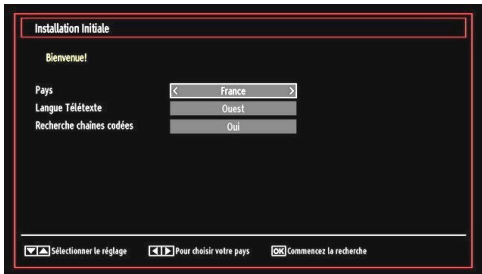 Installation Initiale
Bienvenue!
Pays < France >
Langue Télétexte Ouest
Recherche chaînes codées Oui
Sélectionner le réglage Pour choisir votre pays OK Commencez la recherche